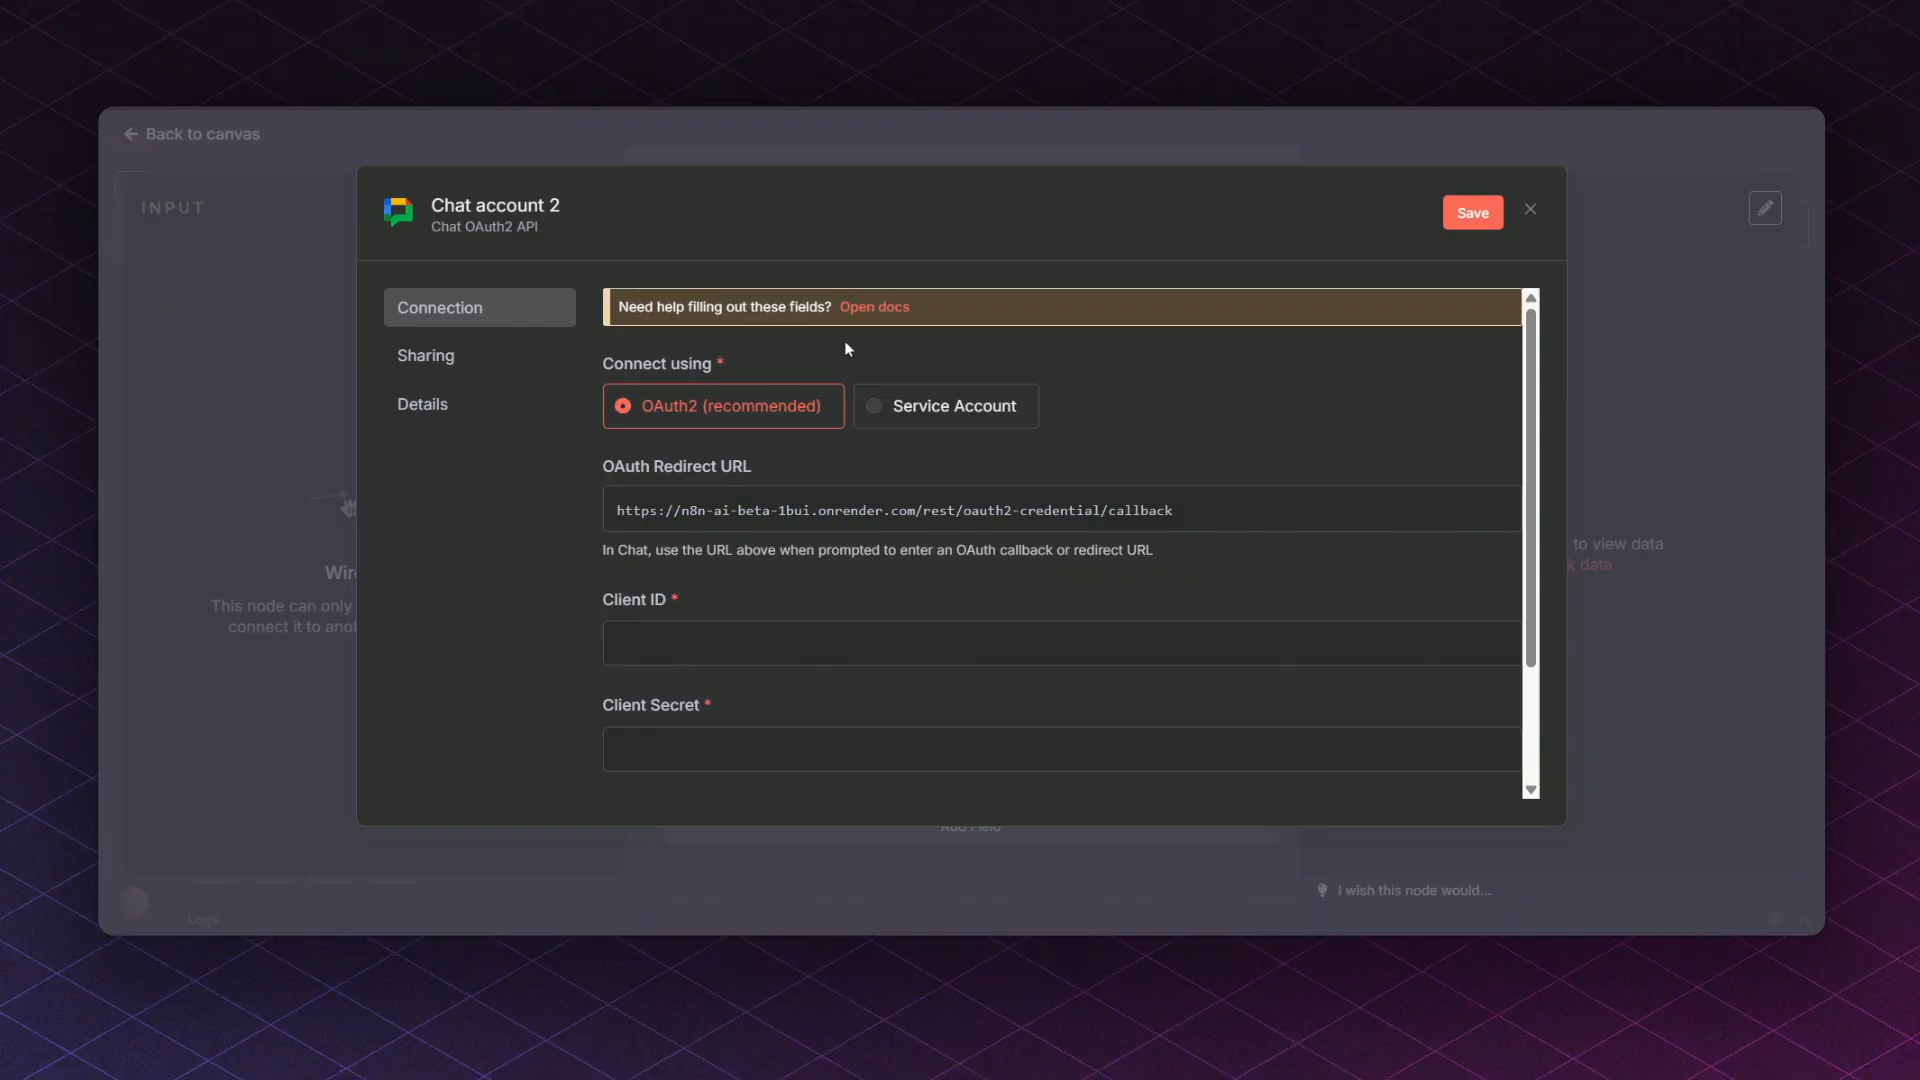 Back to canvas
INPUT
Chat account 2
Chat OAuth2 API
Save
Connection
Sharing
Details
Need help filling out these fields? Open docs
Connect using *
OAuth2 (recommended)
Service Account
OAuth Redirect URL
https://n8n-ai-beta-1bui.onrender.com/rest/oauth2-credential/callback
In Chat, use the URL above when prompted to enter an OAuth callback or redirect URL
Client ID *
Client Secret *
This node can only
connect it to
to view data
data
Add Field
I wish this node would...
Logs